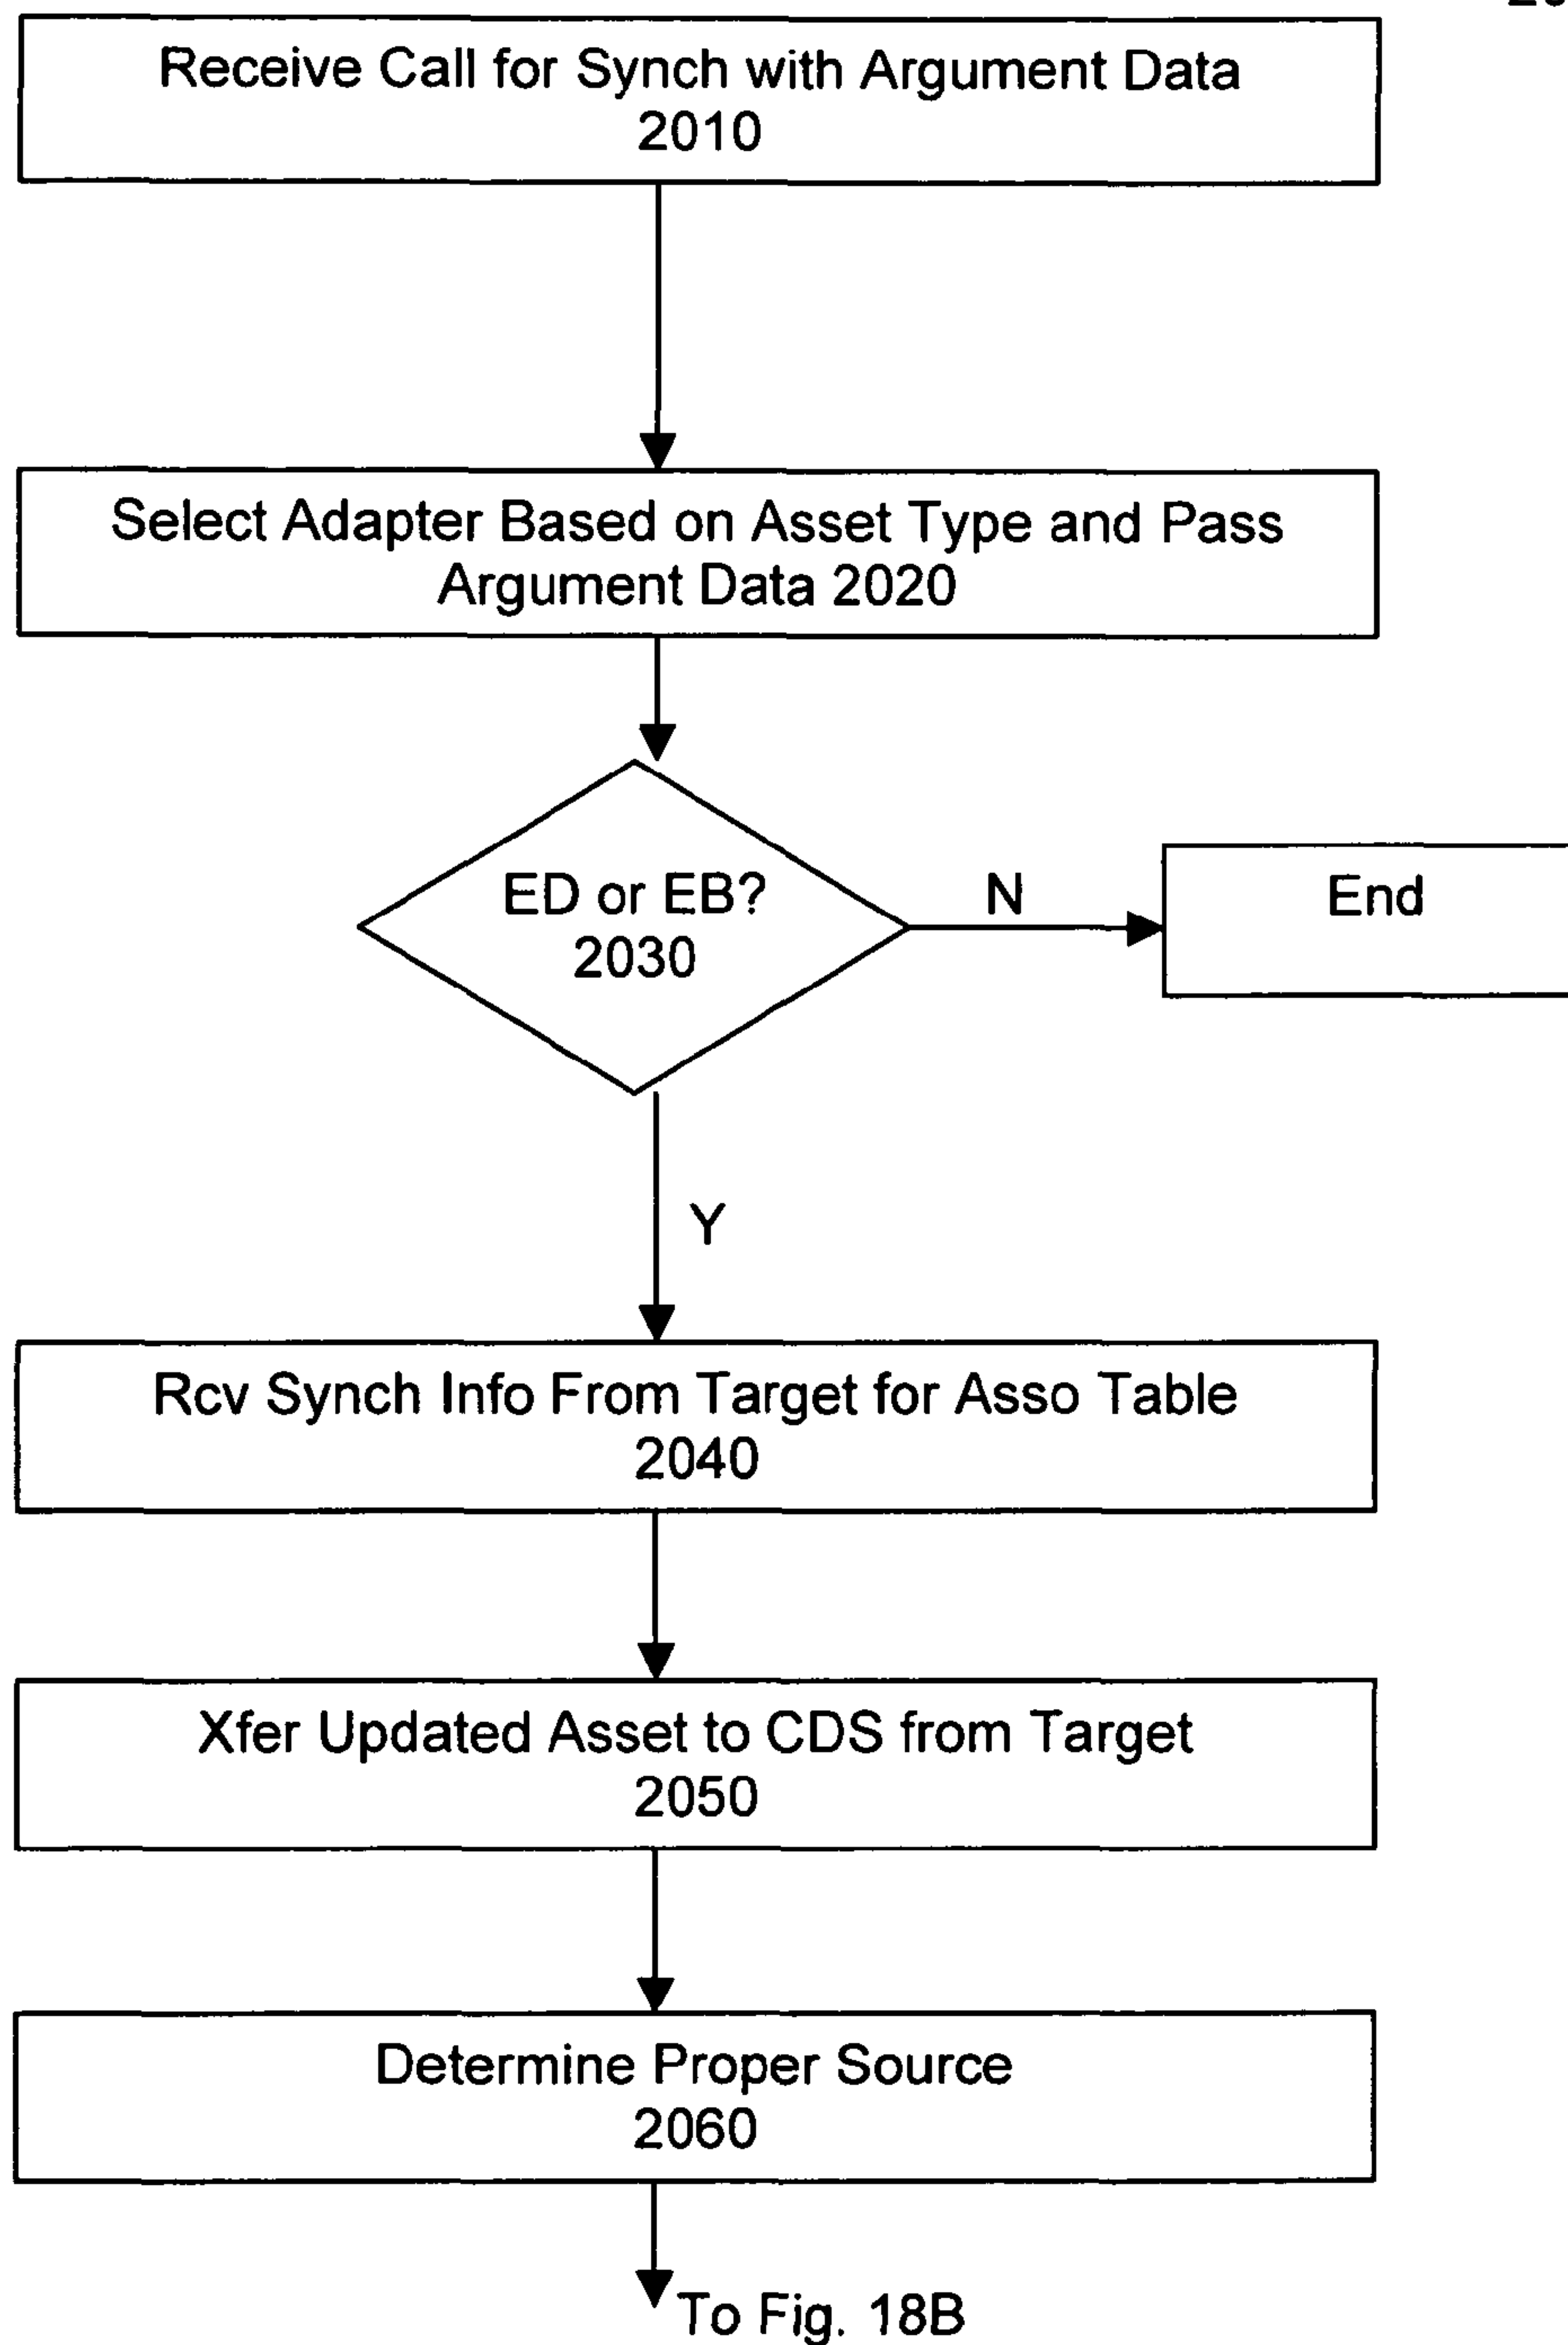 Receive Call for Synch with Argument Data
2010
Select Adapter Based on Asset Type and Pass
Argument Data 2020
ED or EB?
2030
N
End
Y
Rcv Synch Info From Target for Asso Table
2040
Xfer Updated Asset to CDS from Target
2050
Determine Proper Source
2060
To Fig. 18B